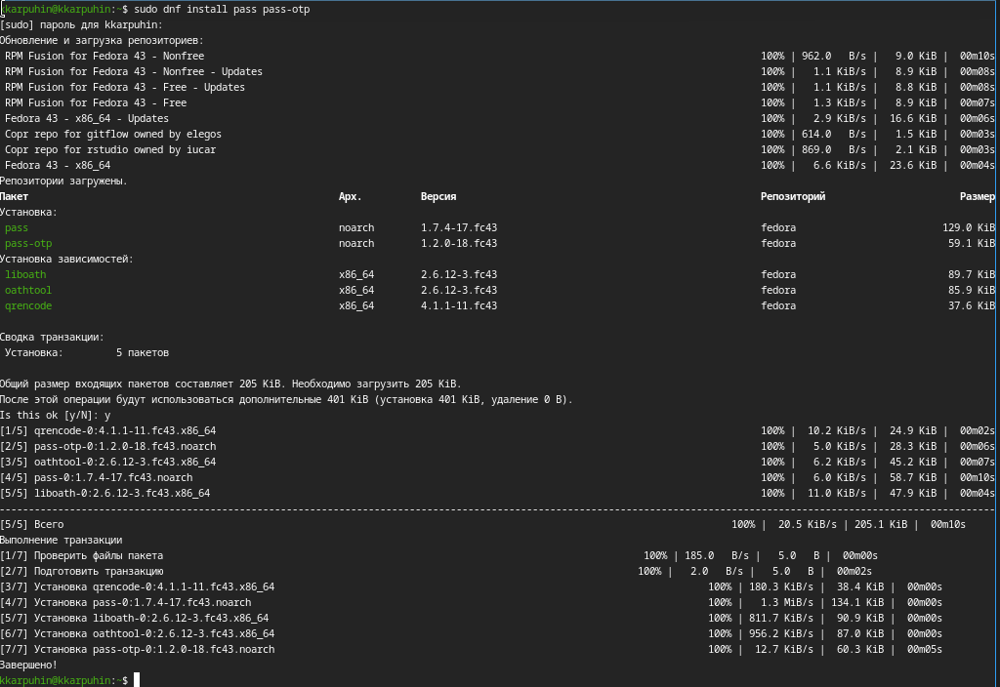 kkarpuhin@kkarpuhin:~$ sudo dnf install pass pass-otp
[sudo] пароль для kkarpuhin:
Обновление и загрузка репозиториев:
RPM Fusion for Fedora 43 - Nonfree 100% | 962.0 B/s | 9.0 KiB | 00m10s
RPM Fusion for Fedora 43 - Nonfree - Updates 100% | 1.1 KiB/s | 8.9 KiB | 00m08s
RPM Fusion for Fedora 43 - Free - Updates 100% | 1.1 KiB/s | 8.8 KiB | 00m08s
RPM Fusion for Fedora 43 - Free 100% | 1.3 KiB/s | 8.9 KiB | 00m07s
Fedora 43 - x86_64 - Updates 100% | 2.9 KiB/s | 16.6 KiB | 00m06s
Copr repo for gitflow owned by elegos 100% | 614.0 B/s | 1.5 KiB | 00m03s
Copr repo for rstudio owned by iucar 100% | 869.0 B/s | 2.1 KiB | 00m03s
Fedora 43 - x86_64 100% | 6.6 KiB/s | 23.6 KiB | 00m04s
Репозитории загружены.
Пакет Арх. Версия Репозиторий Размер
Установка:
pass noarch 1.7.4-17.fc43 fedora 129.0 KiB
pass-otp noarch 1.2.0-18.fc43 fedora 59.1 KiB
Установка зависимостей:
liboath x86_64 2.6.12-3.fc43 fedora 89.7 KiB
oathtool x86_64 2.6.12-3.fc43 fedora 85.9 KiB
qrencode x86_64 4.1.1-11.fc43 fedora 37.6 KiB
Сводка транзакции:
Установка: 5 пакетов
Общий размер входящих пакетов составляет 205 KiB. Необходимо загрузить 205 KiB.
После этой операции будут использоваться дополнительные 401 KiB (установка 401 KiB, удаление 0 B).
Is this ok [y/N]: y
[1/5] qrencode-0:4.1.1-11.fc43.x86_64 100% | 10.2 KiB/s | 24.9 KiB | 00m02s
[2/5] pass-otp-0:1.2.0-18.fc43.noarch 100% | 5.0 KiB/s | 28.3 KiB | 00m06s
[3/5] oathtool-0:2.6.12-3.fc43.x86_64 100% | 6.2 KiB/s | 45.2 KiB | 00m07s
[4/5] pass-0:1.7.4-17.fc43.noarch 100% | 6.0 KiB/s | 58.7 KiB | 00m10s
[5/5] liboath-0:2.6.12-3.fc43.x86_64 100% | 11.0 KiB/s | 47.9 KiB | 00m04s
--------------------------------------------------------------------------------
[5/5] Всего 100% | 20.5 KiB/s | 205.1 KiB | 00m10s
Выполнение транзакции
[1/7] Проверить файлы пакета 100% | 185.0 B/s | 5.0 B | 00m00s
[2/7] Подготовить транзакцию 100% | 2.0 B/s | 5.0 B | 00m02s
[3/7] Установка qrencode-0:4.1.1-11.fc43.x86_64 100% | 180.3 KiB/s | 38.4 KiB | 00m00s
[4/7] Установка pass-0:1.7.4-17.fc43.noarch 100% | 1.3 MiB/s | 134.1 KiB | 00m00s
[5/7] Установка liboath-0:2.6.12-3.fc43.x86_64 100% | 811.7 KiB/s | 90.9 KiB | 00m00s
[6/7] Установка oathtool-0:2.6.12-3.fc43.x86_64 100% | 956.2 KiB/s | 87.0 KiB | 00m00s
[7/7] Установка pass-otp-0:1.2.0-18.fc43.noarch 100% | 12.7 KiB/s | 60.3 KiB | 00m05s
Завершено!
kkarpuhin@kkarpuhin:~$